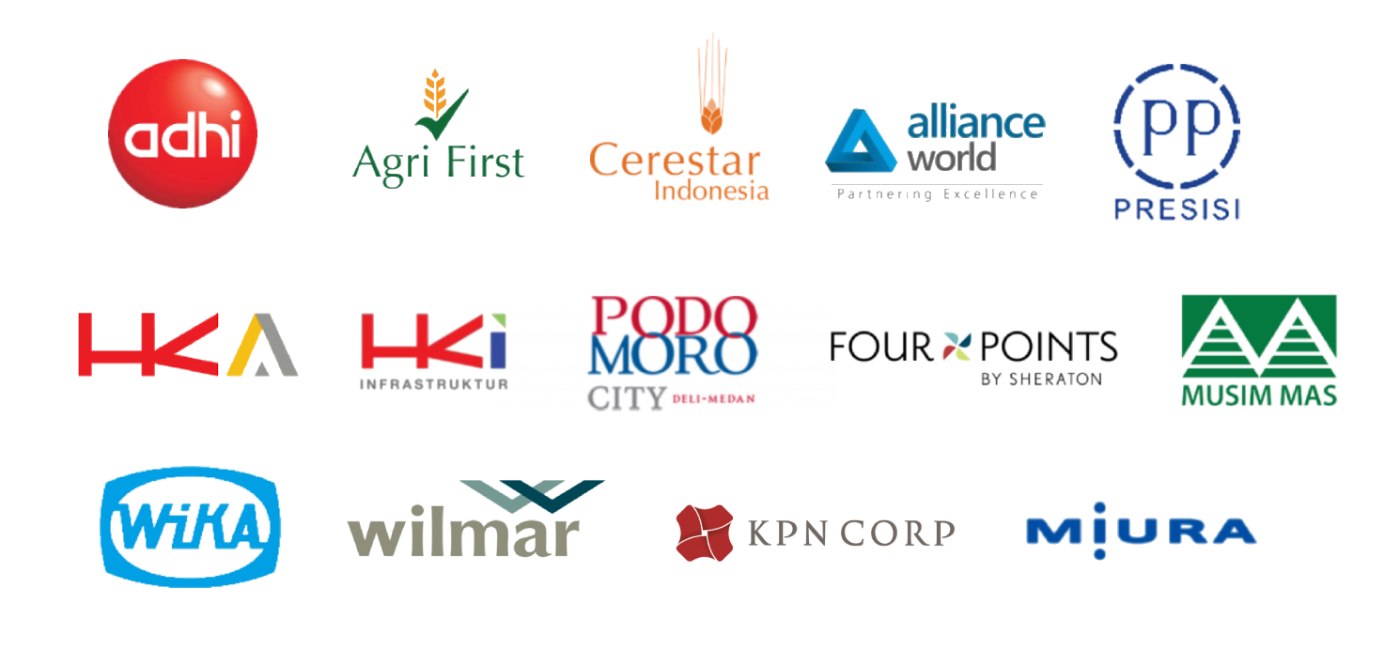 adhi
Agri First
Cerestar
Indonesia
alliance
world
Partnering Excellence
PP
PRESISI
HKA
HKi
INFRASTRUKTUR
PODO
MORO
CITY DELI-MEDAN
FOUR POINTS
BY SHERATON
MUSIM MAS
WiKA
wilmar
KPN CORP
MiURA